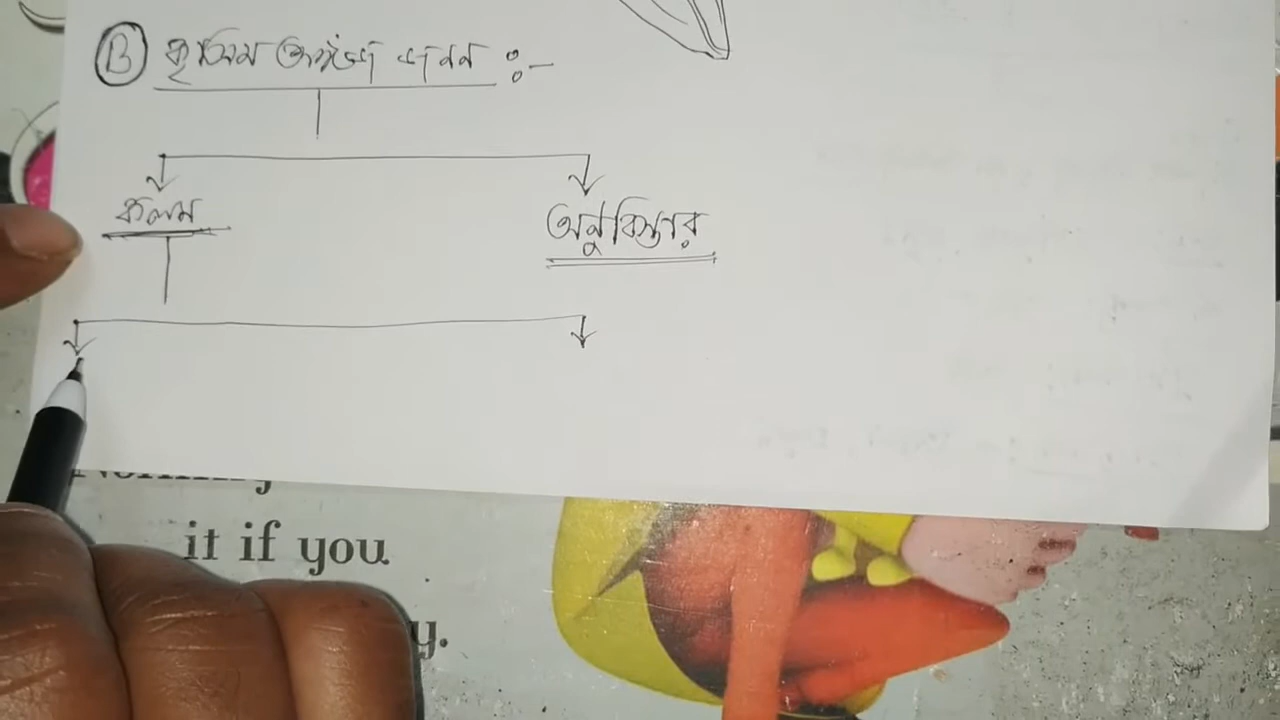 B কৃত্রিম অঙ্গজ জনন :-
কলম
অনুবিস্তার
it if you
y.